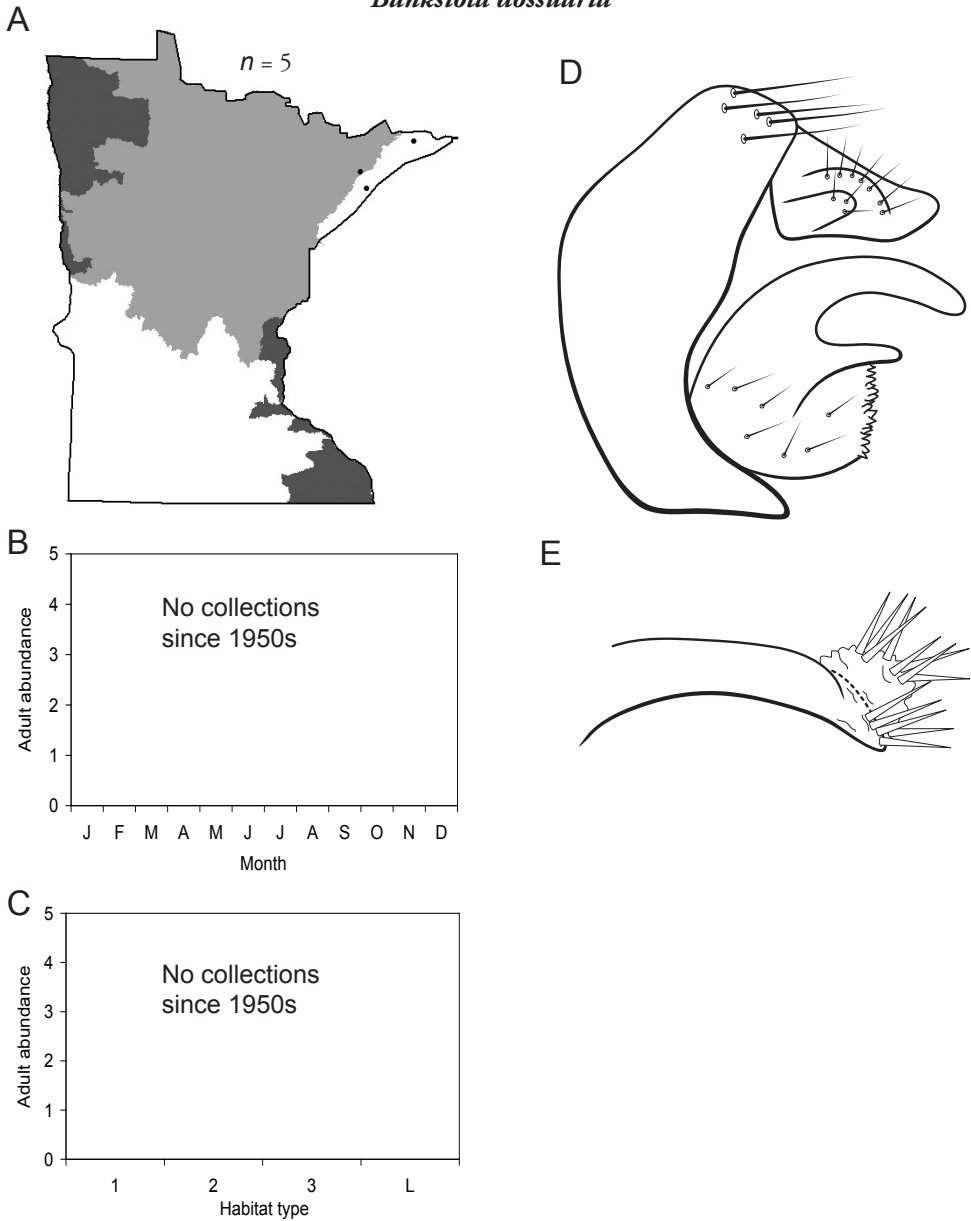 Banksiola dossuaria
A
n = 5
D
B
5
4
3
2
1
0
Adult abundance
No collections
since 1950s
J F M A M J J A S O N D
Month
E
C
5
4
3
2
1
0
Adult abundance
No collections
since 1950s
1 2 3 L
Habitat type